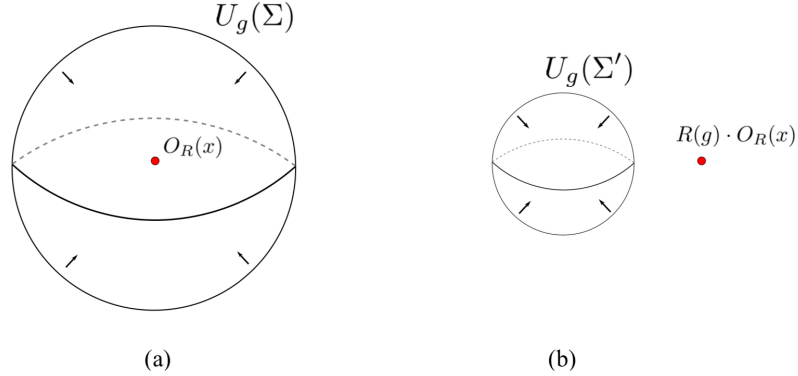 U_g(Σ)
O_R(x)
(a)
U_g(Σ′)
R(g) · O_R(x)
(b)